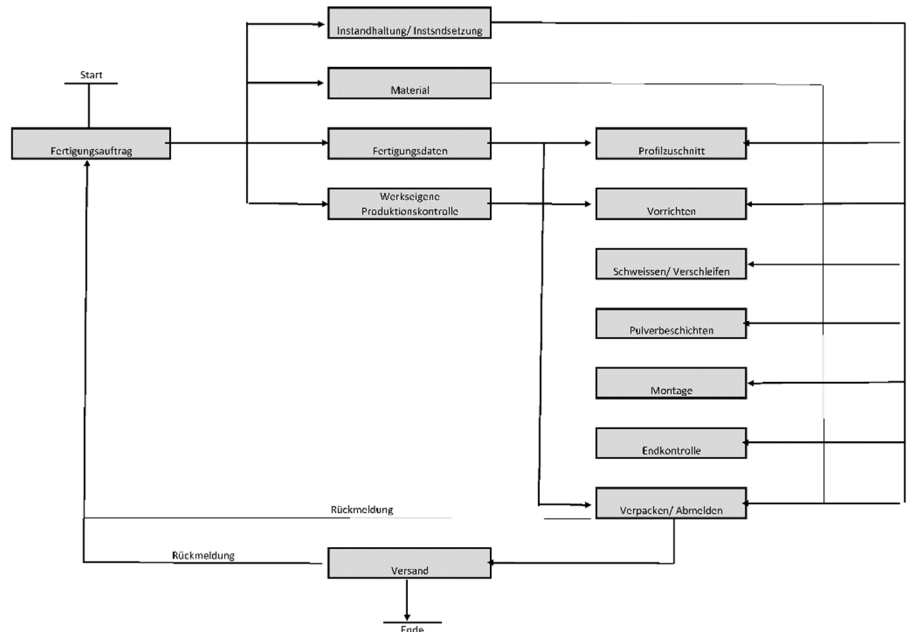 Instandhaltung/ Instsndsetzung
Start
Material
Fertigungsauftrag
Fertigungsdaten
Profilzuschnitt
Werkseigene
Produktionskontrolle
Vorrichten
Schweissen/ Verschleifen
Pulverbeschichten
Montage
Endkontrolle
Rückmeldung
Verpacken/ Abmelden
Rückmeldung
Versand
Ende